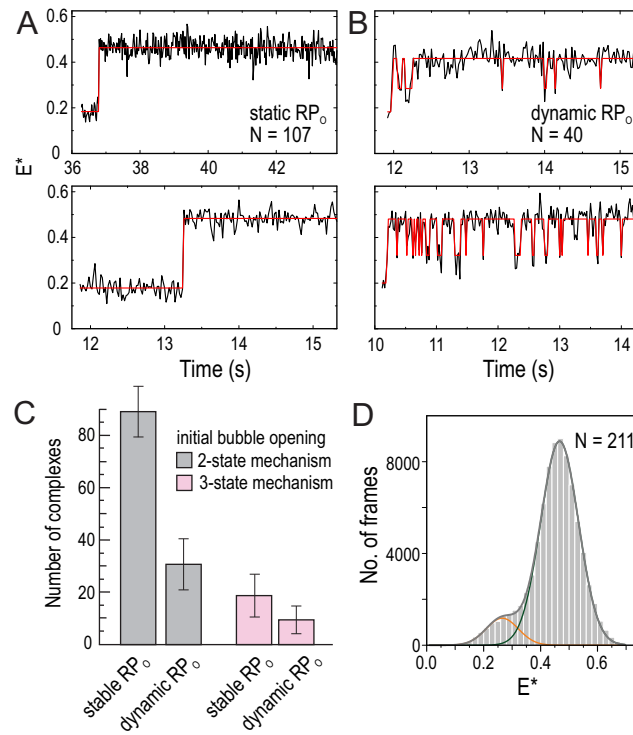 A
B
0.6
0.4
0.2
0
static RPo
N = 107
dynamic RPo
N = 40
36 38 40 42
12 13 14 15
E*
0.6
0.4
0.2
0
12 13 14 15
10 11 12 13 14
Time (s)
Time (s)
C
D
Number of complexes
80
60
40
20
0
initial bubble opening
2-state mechanism
3-state mechanism
stable RPo
dynamic RPo
stable RPo
dynamic RPo
No. of frames
8000
4000
0
N = 211
0.0 0.2 0.4 0.6
E*